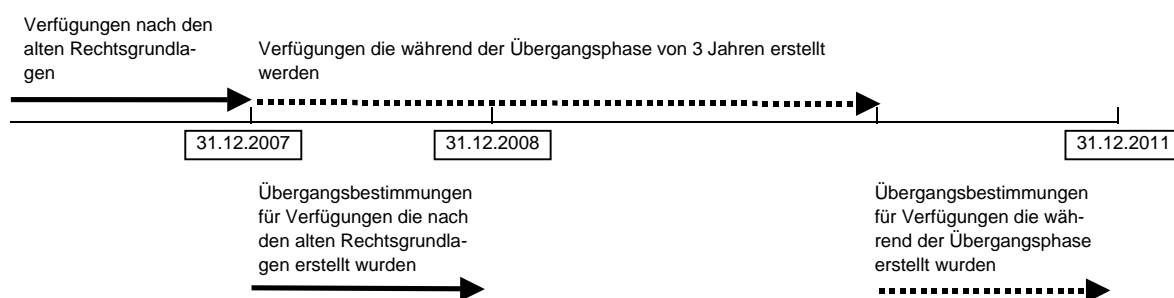 Verfügungen nach den
alten Rechtsgrundla-
gen
Verfügungen die während der Übergangsphase von 3 Jahren erstellt
werden
31.12.2007
31.12.2008
31.12.2011
Übergangsbestimmungen
für Verfügungen die nach
den alten Rechtsgrundla-
gen erstellt wurden
Übergangsbestimmungen
für Verfügungen die wäh-
rend der Übergangsphase
erstellt wurden